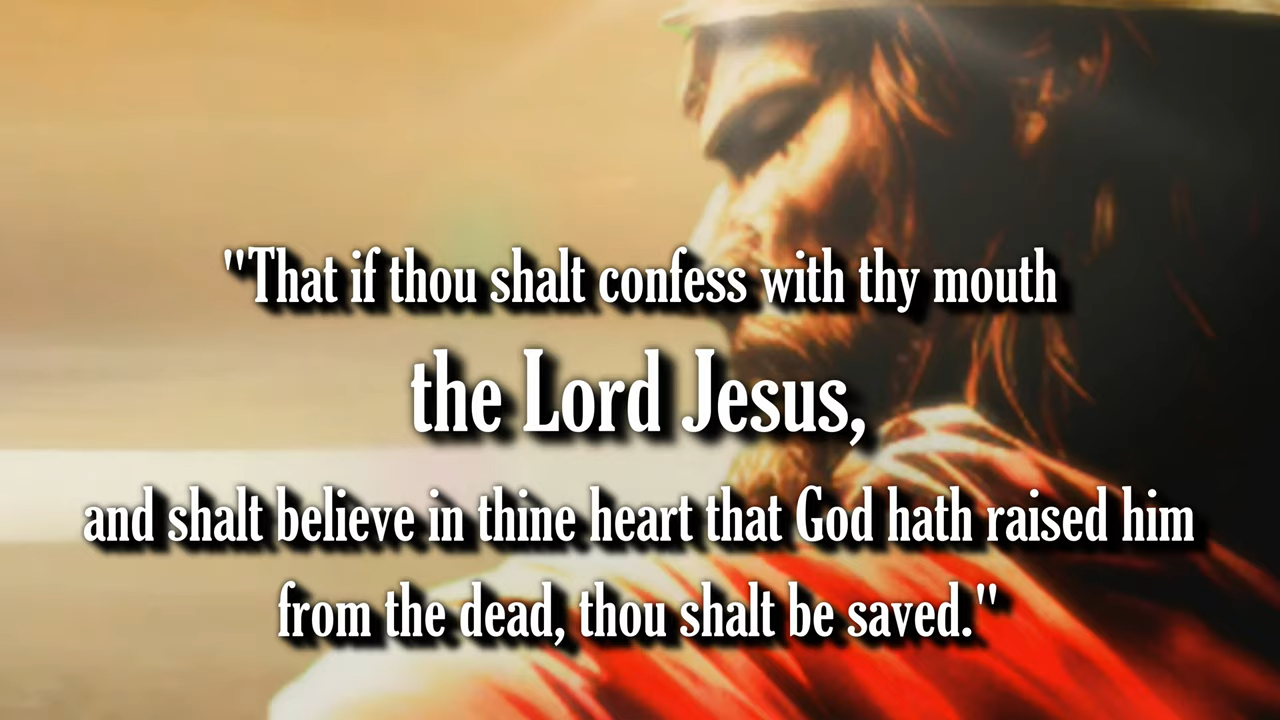 "That if thou shalt confess with thy mouth
the Lord Jesus,
and shalt believe in thine heart that God hath raised him
from the dead, thou shalt be saved."